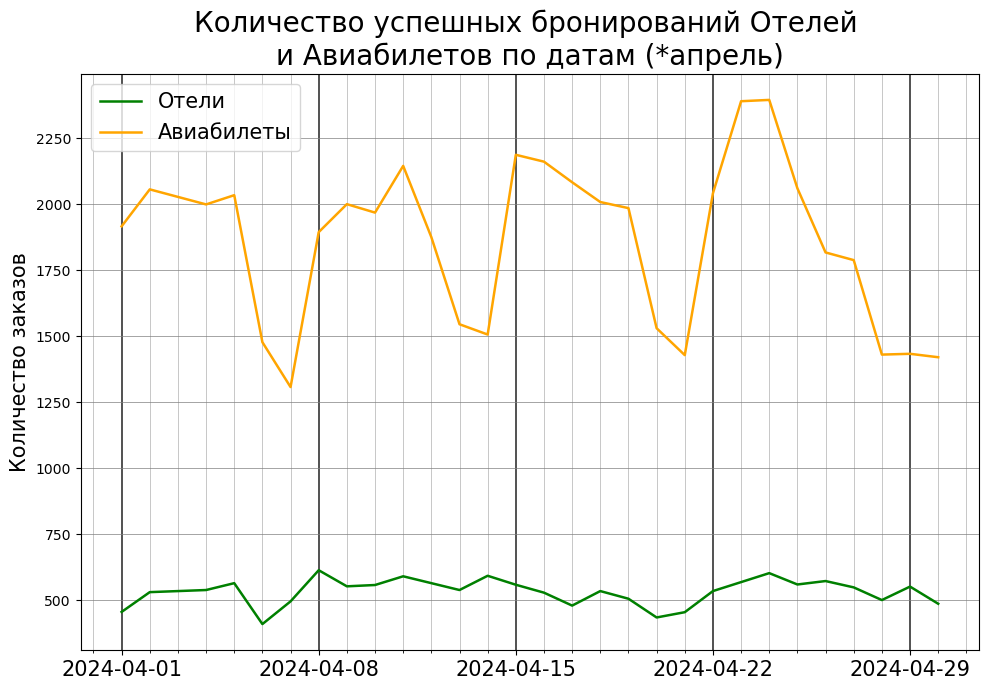 Количество успешных бронирований Отелей
и Авиабилетов по датам (*апрель)
Отели
Авиабилеты
Количество заказов
2250
2000
1750
1500
1250
1000
750
500
2024-04-01
2024-04-08
2024-04-15
2024-04-22
2024-04-29